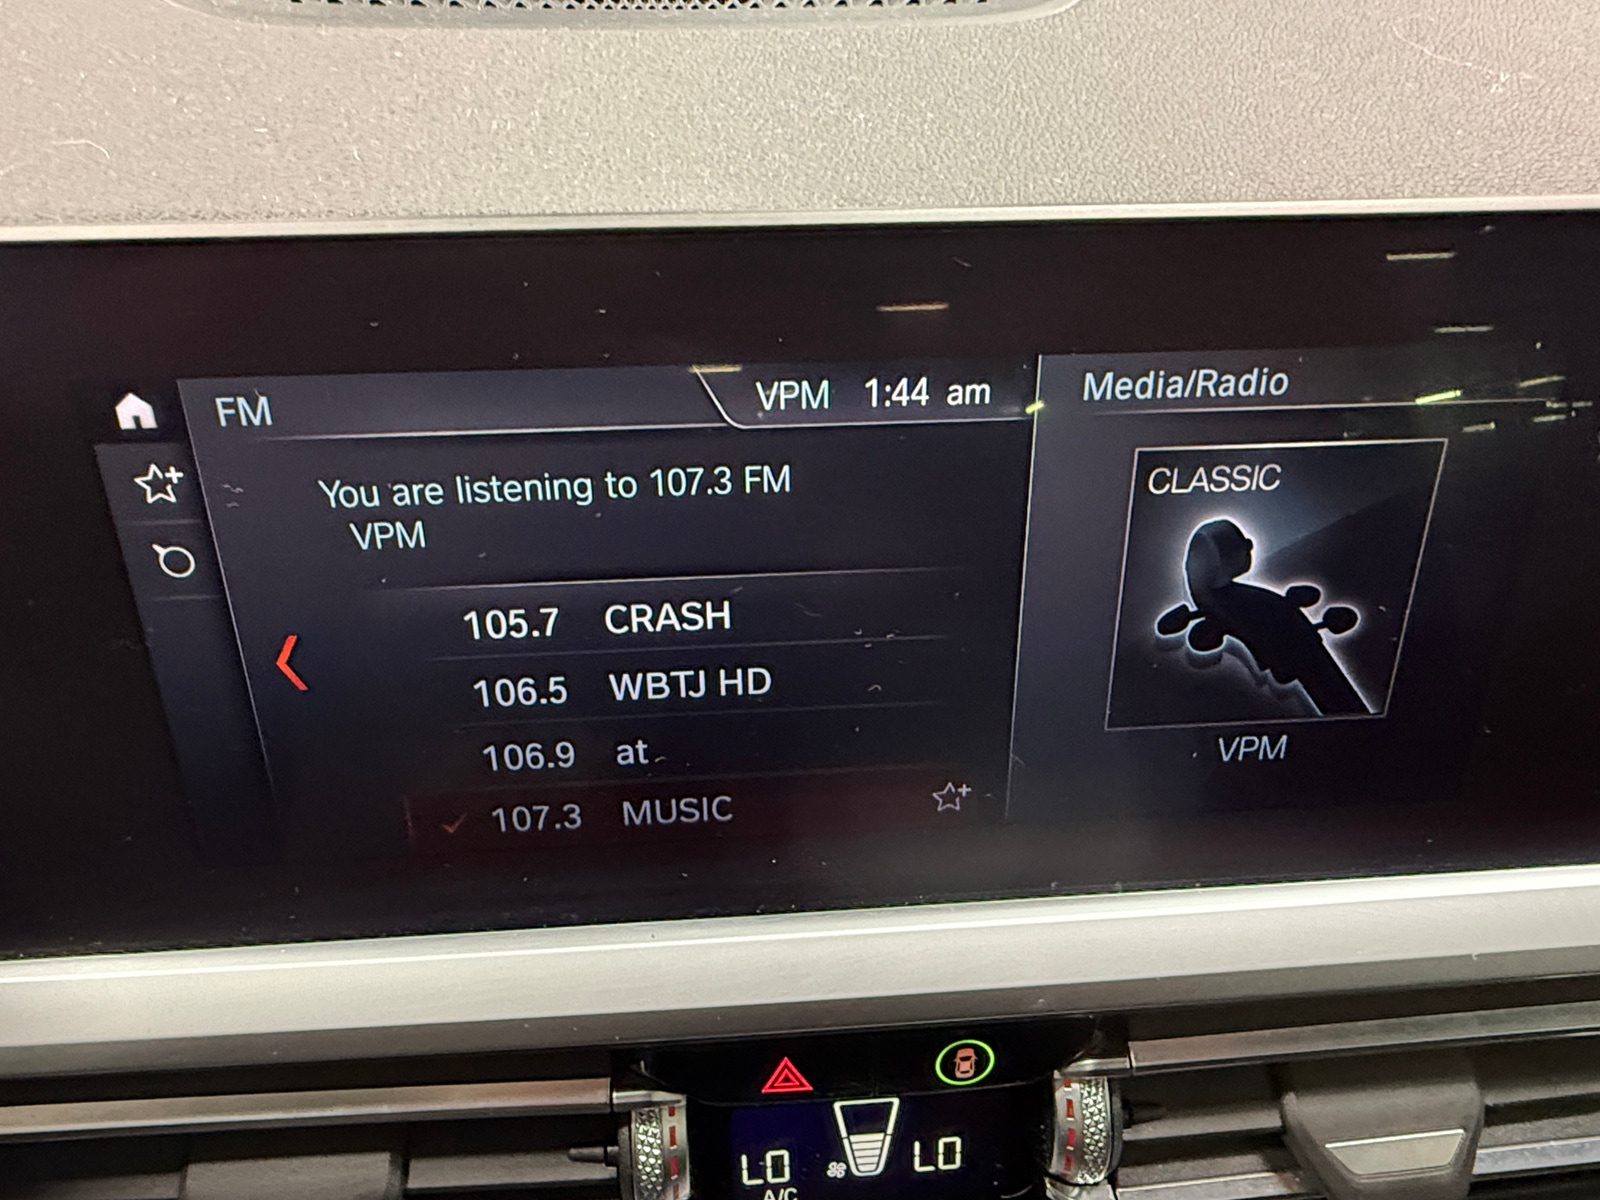 FM
VPM 1:44 am
You are listening to 107.3 FM
VPM
105.7 CRASH
106.5 WBTJ HD
106.9 at
107.3 MUSIC
Media/Radio
CLASSIC
VPM
LO LO
A/C